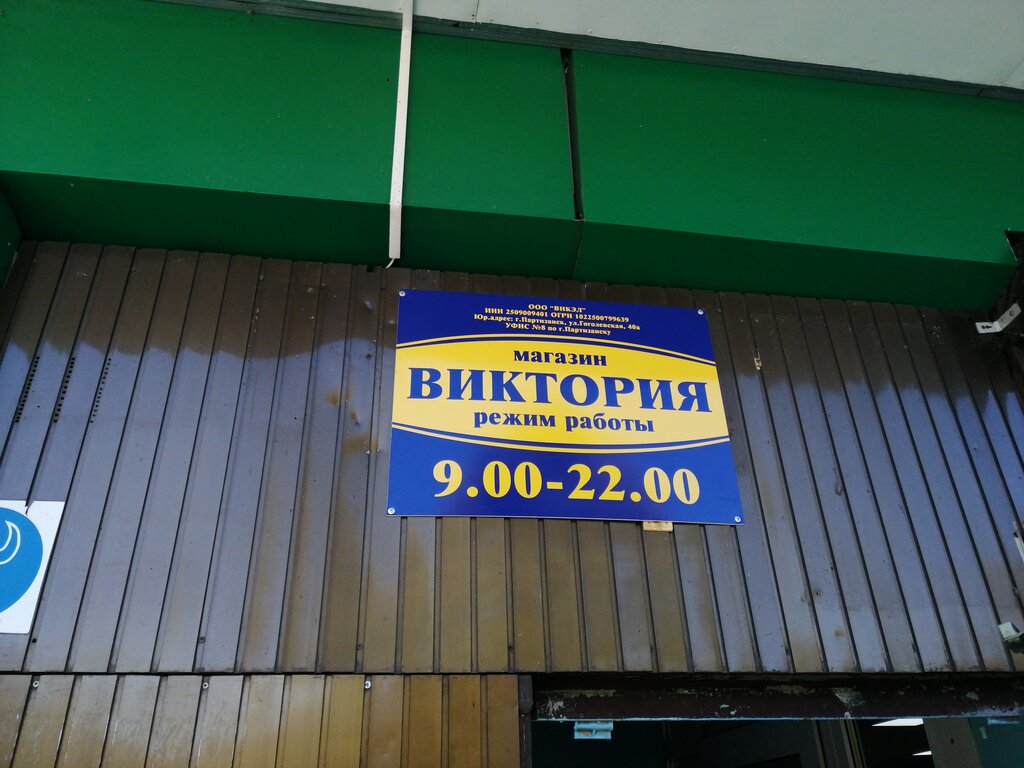 ООО "ВИКЭЛ"
ИНН 2509009401 ОГРН 1022500799639
Юр.адрес: г.Партизанск, ул.Гоголевская, 40а
УФНС №8 по г.Партизанску
магазин
ВИКТОРИЯ
режим работы
9.00-22.00